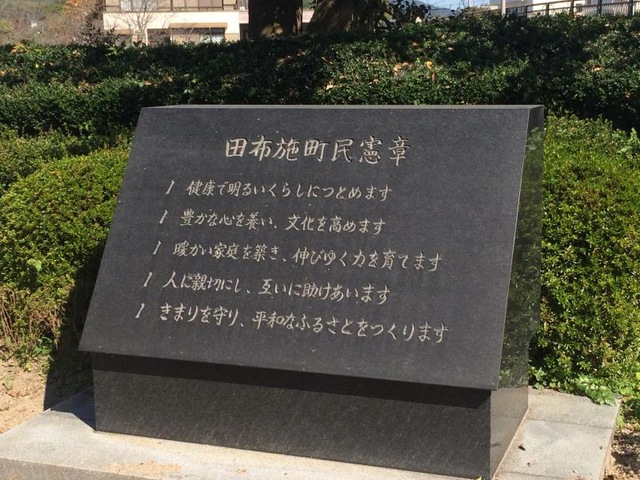 田布施町民憲章
1 健康で明るいくらしにつとめます
1 豊かな心を養い、文化を高めます
1 暖かい家庭を築き、伸びゆく力を育てます
1 人に親切にし、互いに助けあいます
1 きまりを守り、平和なふるさとをつくります